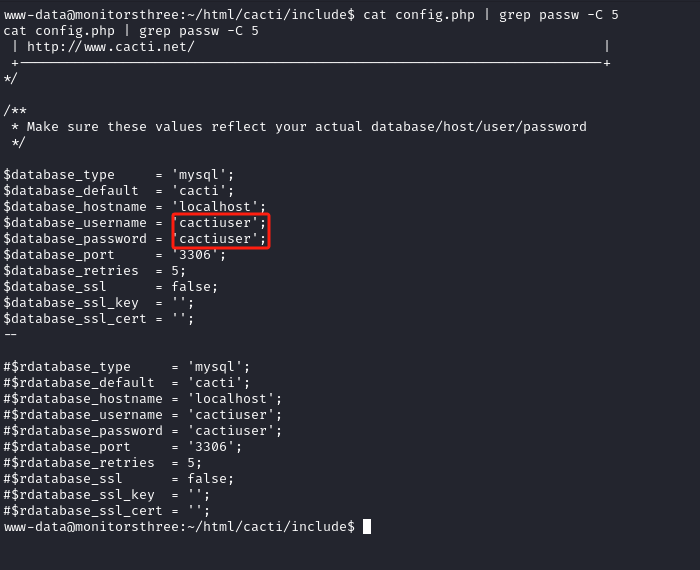 www-data@monitorsthree:~/html/cacti/include$ cat config.php | grep passw -C 5
cat config.php | grep passw -C 5
 | http://www.cacti.net/                                                   |
 +-------------------------------------------------------------------------+
*/

/**
 * Make sure these values reflect your actual database/host/user/password
 */

$database_type     = 'mysql';
$database_default  = 'cacti';
$database_hostname = 'localhost';
$database_username = 'cactiuser';
$database_password = 'cactiuser';
$database_port     = '3306';
$database_retries  = 5;
$database_ssl      = false;
$database_ssl_key  = '';
$database_ssl_cert = '';
--

#$rdatabase_type     = 'mysql';
#$rdatabase_default  = 'cacti';
#$rdatabase_hostname = 'localhost';
#$rdatabase_username = 'cactiuser';
#$rdatabase_password = 'cactiuser';
#$rdatabase_port     = '3306';
#$rdatabase_retries  = 5;
#$rdatabase_ssl      = false;
#$rdatabase_ssl_key  = '';
#$rdatabase_ssl_cert = '';
www-data@monitorsthree:~/html/cacti/include$